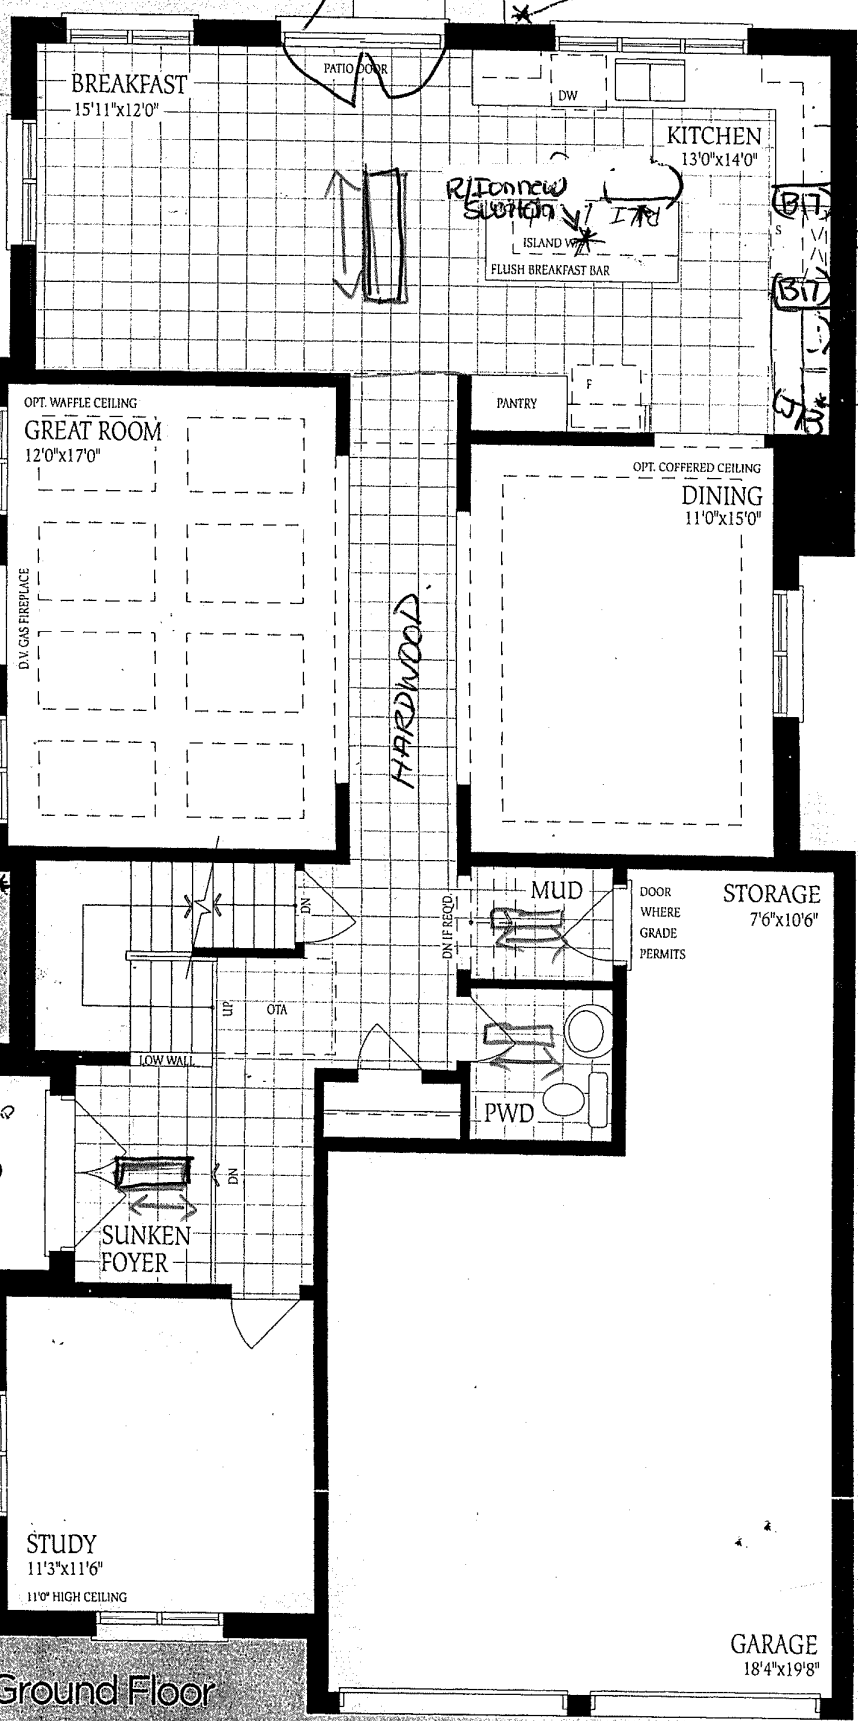 PATIO DOOR
BREAKFAST
15'11"x12'0"
DW
KITCHEN
13'0"x14'0"
R/I on new
B17
S
ISLAND W/
FLUSH BREAKFAST BAR
B17
PANTRY
F
OPT. WAFFLE CEILING
GREAT ROOM
12'0"x17'0"
OPT. COFFERED CEILING
DINING
11'0"x15'0"
D.V. GAS FIREPLACE
HARDWOOD
DN
DN IF REQ'D
MUD
DOOR
WHERE
GRADE
PERMITS
STORAGE
7'6"x10'6"
UP
OTA
LOW WALL
PWD
DN
SUNKEN
FOYER
STUDY
11'3"x11'6"
11'0" HIGH CEILING
GARAGE
18'4"x19'8"
Ground Floor